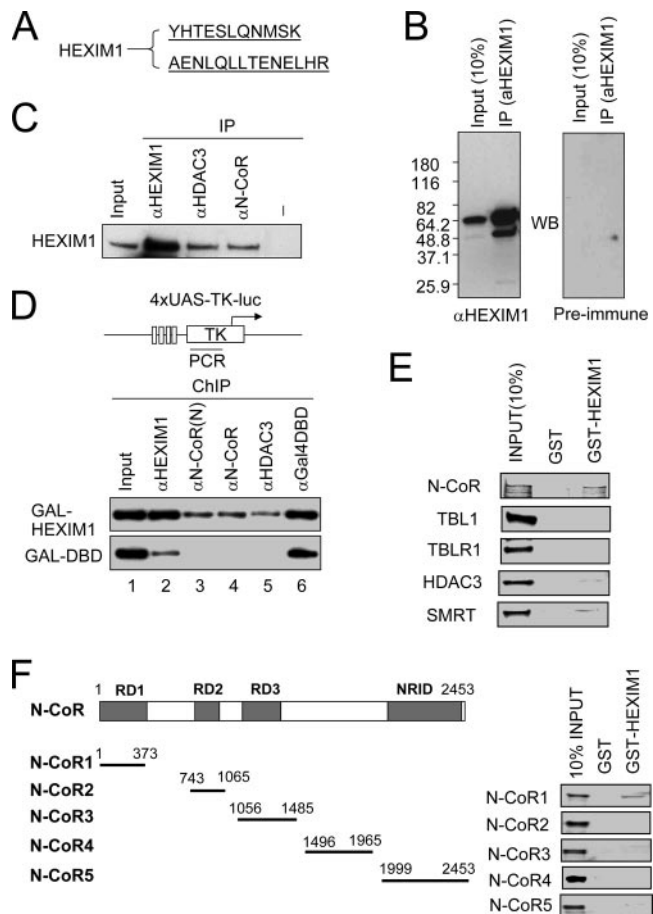 A
HEXIM1
YHTESLQNMSK
AENLQLLTENELHR
B
Input (10%)
IP (aHEXIM1)
Input (10%)
IP (aHEXIM1)
180
116
82
64.2
48.8
37.1
25.9
WB
αHEXIM1
Pre-immune
C
IP
Input
αHEXIM1
αHDAC3
αN-CoR
–
HEXIM1
D
4xUAS-TK-luc
TK
PCR
ChIP
Input
αHEXIM1
αN-CoR(N)
αN-CoR
αHDAC3
αGal4DBD
GAL-
HEXIM1
GAL-DBD
1 2 3 4 5 6
E
INPUT(10%)
GST
GST-HEXIM1
N-CoR
TBL1
TBLR1
HDAC3
SMRT
F
1 RD1 RD2 RD3 NRID 2453
N-CoR
N-CoR1 1 373
N-CoR2 743 1065
N-CoR3 1056 1485
N-CoR4 1496 1965
N-CoR5 1999 2453
10% INPUT
GST
GST-HEXIM1
N-CoR1
N-CoR2
N-CoR3
N-CoR4
N-CoR5